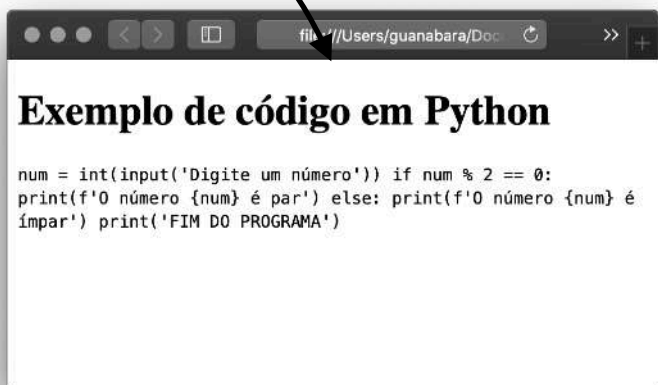 file:///Users/guanabara/Doc
Exemplo de código em Python
num = int(input('Digite um número')) if num % 2 == 0:
print(f'O número {num} é par') else: print(f'O número {num} é
ímpar') print('FIM DO PROGRAMA')